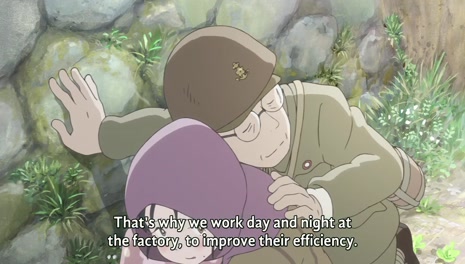 That's why we work day and night at
the factory, to improve their efficiency.